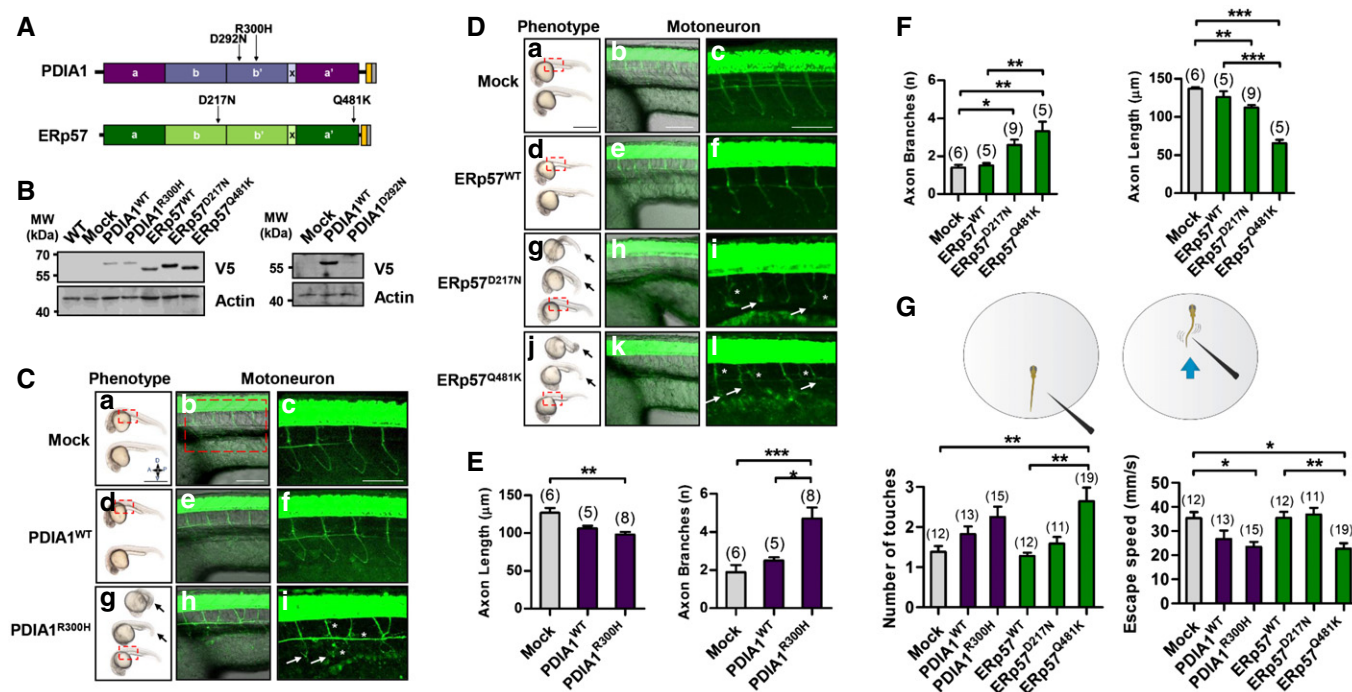 A
R300H
D292N
PDIA1
a b b' x a'
D217N Q481K
ERp57
a b b' x a'
B
MW (kDa)
WT
Mock
PDIA1WT
PDIA1R300H
ERp57WT
ERp57D217N
ERp57Q481K
70
55
V5
40
Actin
MW (kDa)
Mock
PDIA1WT
PDIA1D292N
55
V5
40
Actin
C
Phenotype Motoneuron
Mock
a b c
D
A P
PDIA1WT
d e f
PDIA1R300H
g h i
* * *
D
Phenotype Motoneuron
Mock
a b c
ERp57WT
d e f
ERp57D217N
g h i
* *
ERp57Q481K
j k l
* * *
E
Axon Length (μm)
150
100
50
0
**
(6) (5) (8)
Mock
PDIA1WT
PDIA1R300H
Axon Branches (n)
8
6
4
2
0
***
*
(6) (5) (8)
Mock
PDIA1WT
PDIA1R300H
F
Axon Branches (n)
6
4
2
0
**
**
*
(6) (5) (9) (5)
Mock
ERp57WT
ERp57D217N
ERp57Q481K
Axon Length (μm)
150
100
50
0
***
**
***
(6) (5) (9) (5)
Mock
ERp57WT
ERp57D217N
ERp57Q481K
G
Number of touches
3
2
1
0
**
**
(12) (13) (15) (12) (11) (19)
Mock
PDIA1WT
PDIA1R300H
ERp57WT
ERp57D217N
ERp57Q481K
Escape speed (mm/s)
50
40
30
20
10
0
*
*
**
(12) (13) (15) (12) (11) (19)
Mock
PDIA1WT
PDIA1R300H
ERp57WT
ERp57D217N
ERp57Q481K